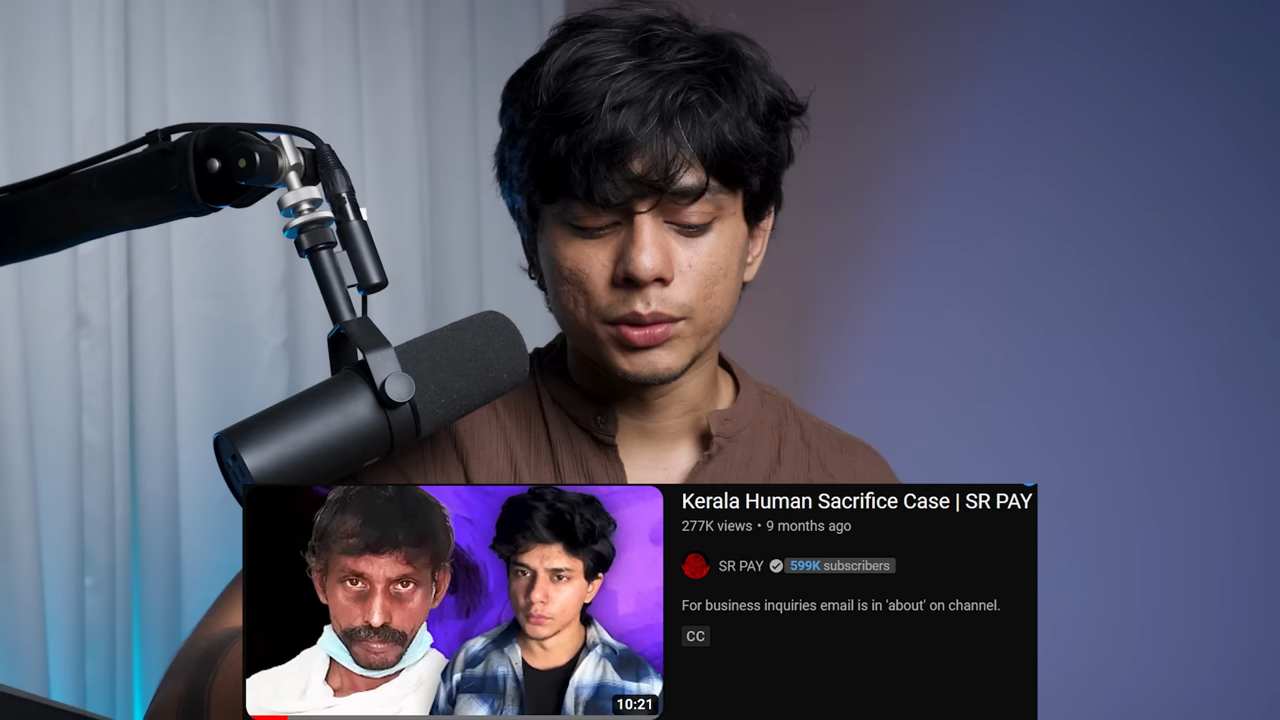 Kerala Human Sacrifice Case | SR PAY
277K views • 9 months ago
SR PAY 599K subscribers
For business inquiries email is in 'about' on channel.
CC
10:21